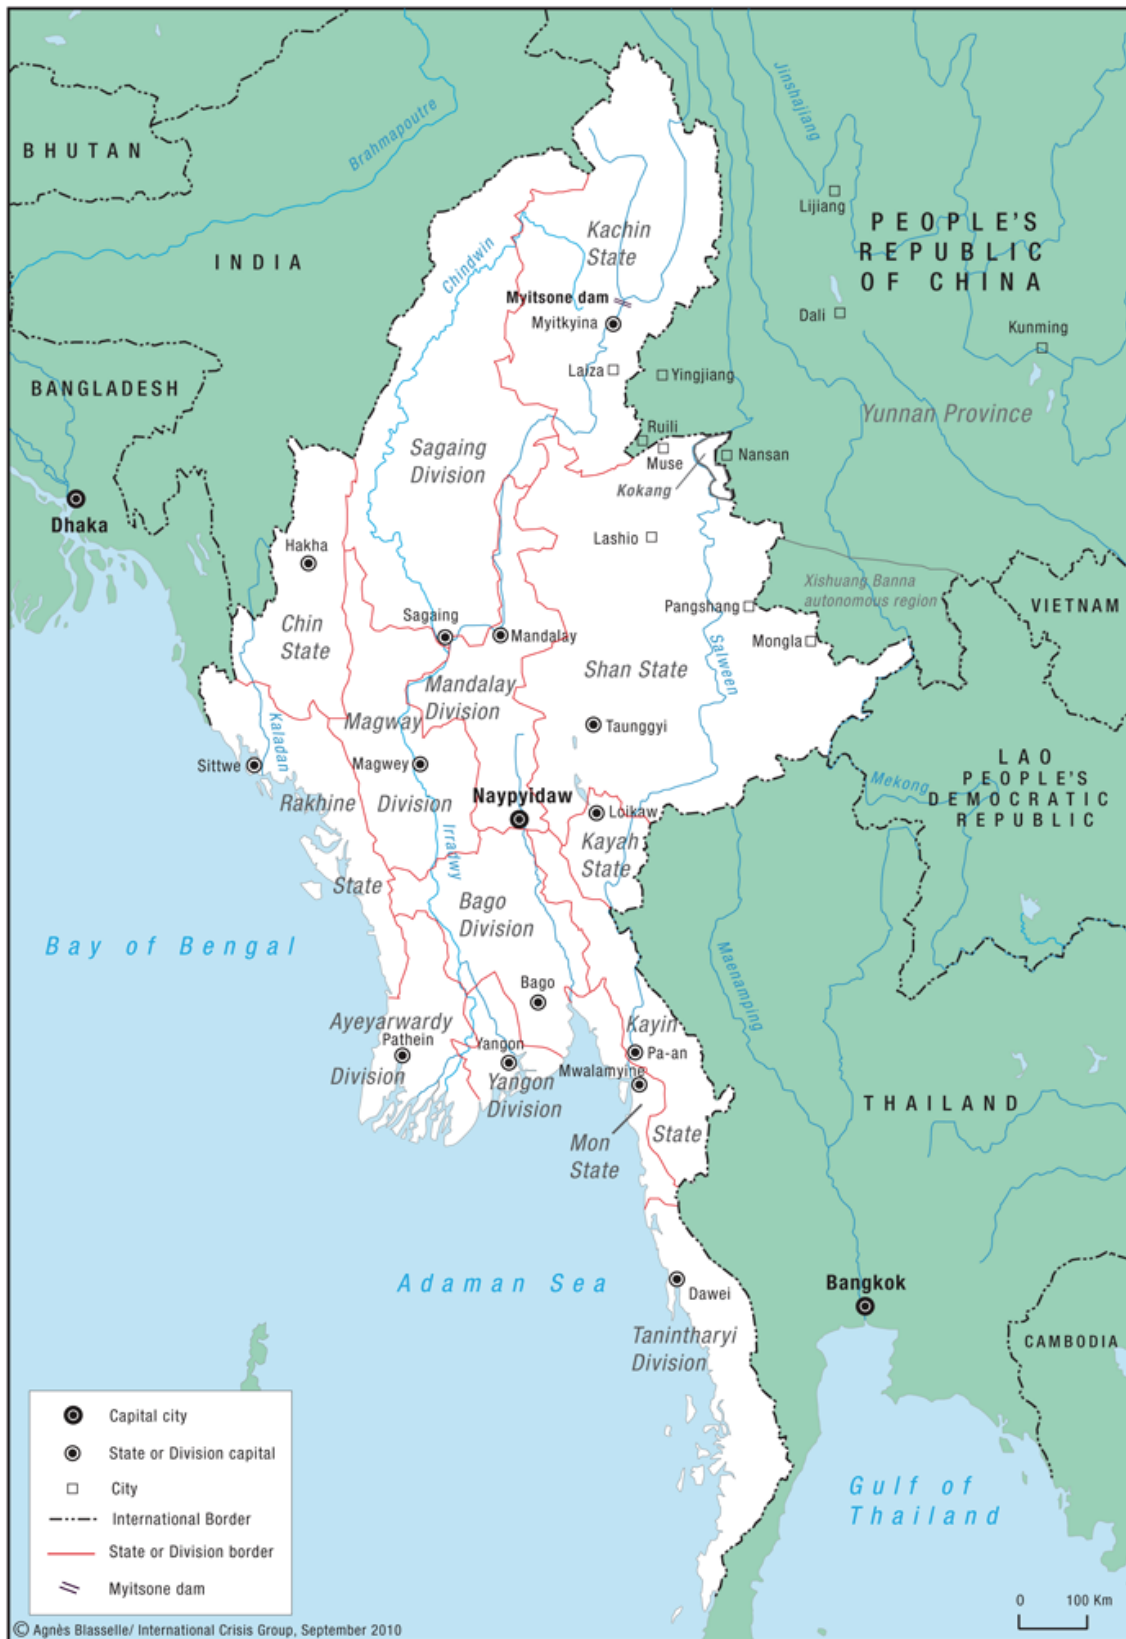 Brahmapoutre
Jinshajiang
BHUTAN
Lijiang
PEOPLE'S
REPUBLIC
OF CHINA
Kachin
State
INDIA
Chindwin
Myitsone dam
Myitkyina
Dali
Kunming
Laiza
Yingjiang
BANGLADESH
Yunnan Province
Ruili
Muse
Nansan
Sagaing
Division
Kokang
Dhaka
Lashio
Hakha
Xishuang Banna
autonomous region
VIETNAM
Pangshang
Sagaing
Mandalay
Mongla
Chin
State
Salween
Shan State
Mandalay
Division
Magway
Division
Taunggyi
Kaladan
Sittwe
Magwey
LAO
PEOPLE'S
DEMOCRATIC
REPUBLIC
Mekong
Naypyidaw
Rakhine
State
Loikaw
Irradwy
Kayah
State
Bago
Division
Bay of Bengal
Maenamping
Bago
Ayeyarwardy
Division
Pathein
Yangon
Kayin
State
Pa-an
Mwalamyine
Yangon
Division
THAILAND
Mon
State
Adaman Sea
Dawei
Bangkok
Tanintharyi
Division
CAMBODIA
Gulf of
Thailand
Capital city
State or Division capital
City
International Border
State or Division border
Myitsone dam
0 100 Km
© Agnès Blasselle/ International Crisis Group, September 2010